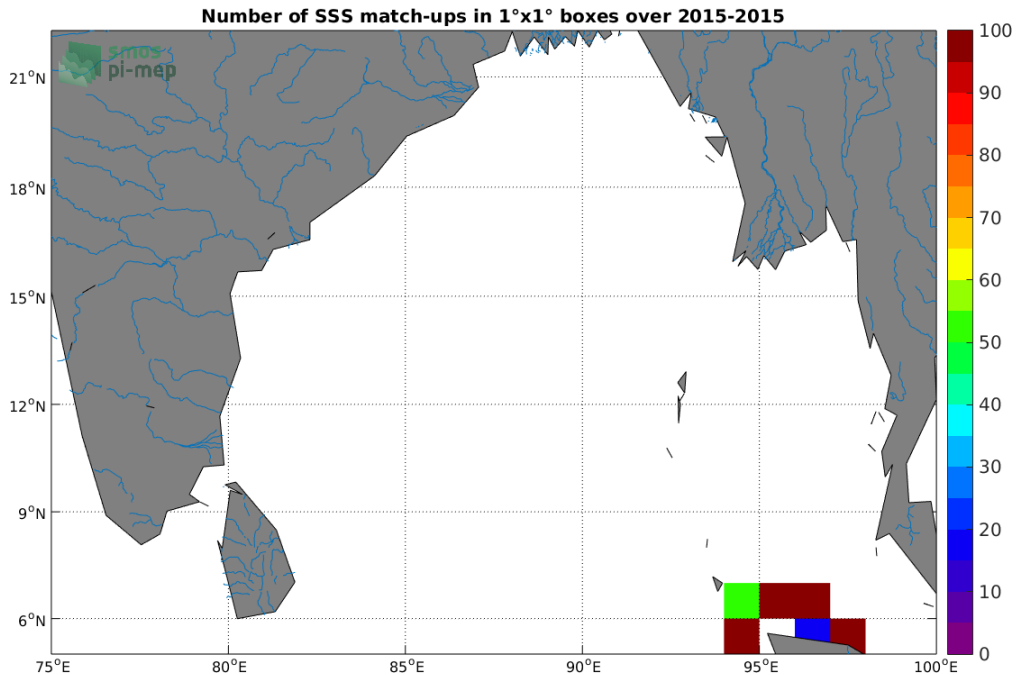 Number of SSS match-ups in 1°x1° boxes over 2015-2015
smos
pi-mep
21°N
18°N
15°N
12°N
9°N
6°N
75°E
80°E
85°E
90°E
95°E
100°E
100
90
80
70
60
50
40
30
20
10
0